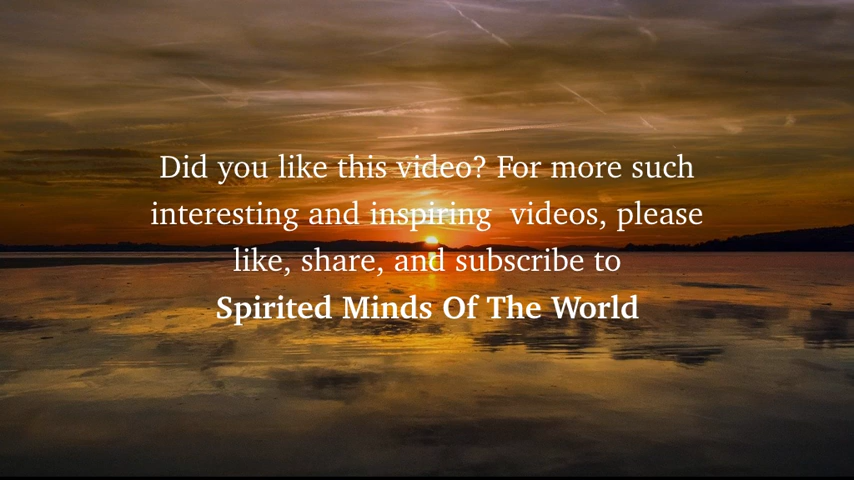 Did you like this video? For more such
interesting and inspiring  videos, please
like, share, and subscribe to
Spirited Minds Of The World